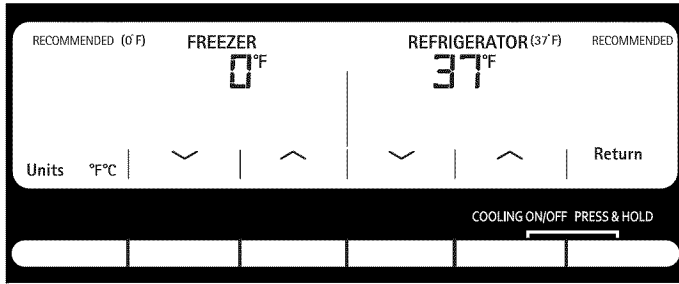 RECOMMENDED (0°F) FREEZER REFRIGERATOR (37°F) RECOMMENDED
0°F 37°F
Units °F°C Return
COOLING ON/OFF PRESS & HOLD